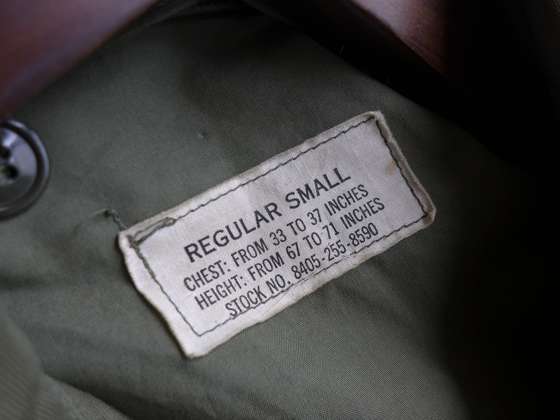 REGULAR SMALL
CHEST: FROM 33 TO 37 INCHES
HEIGHT: FROM 67 TO 71 INCHES
STOCK NO. 8405-255-8590